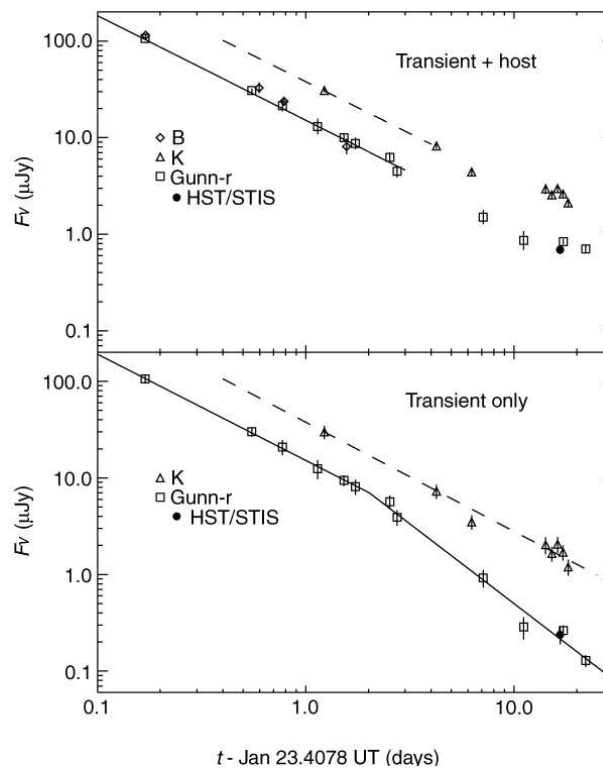 100.0
Transient + host
10.0
B
K
Gunn-r
HST/STIS
Fν (μJy)
1.0
0.1
100.0
Transient only
10.0
K
Gunn-r
HST/STIS
Fν (μJy)
1.0
0.1
0.1 1.0 10.0
t - Jan 23.4078 UT (days)